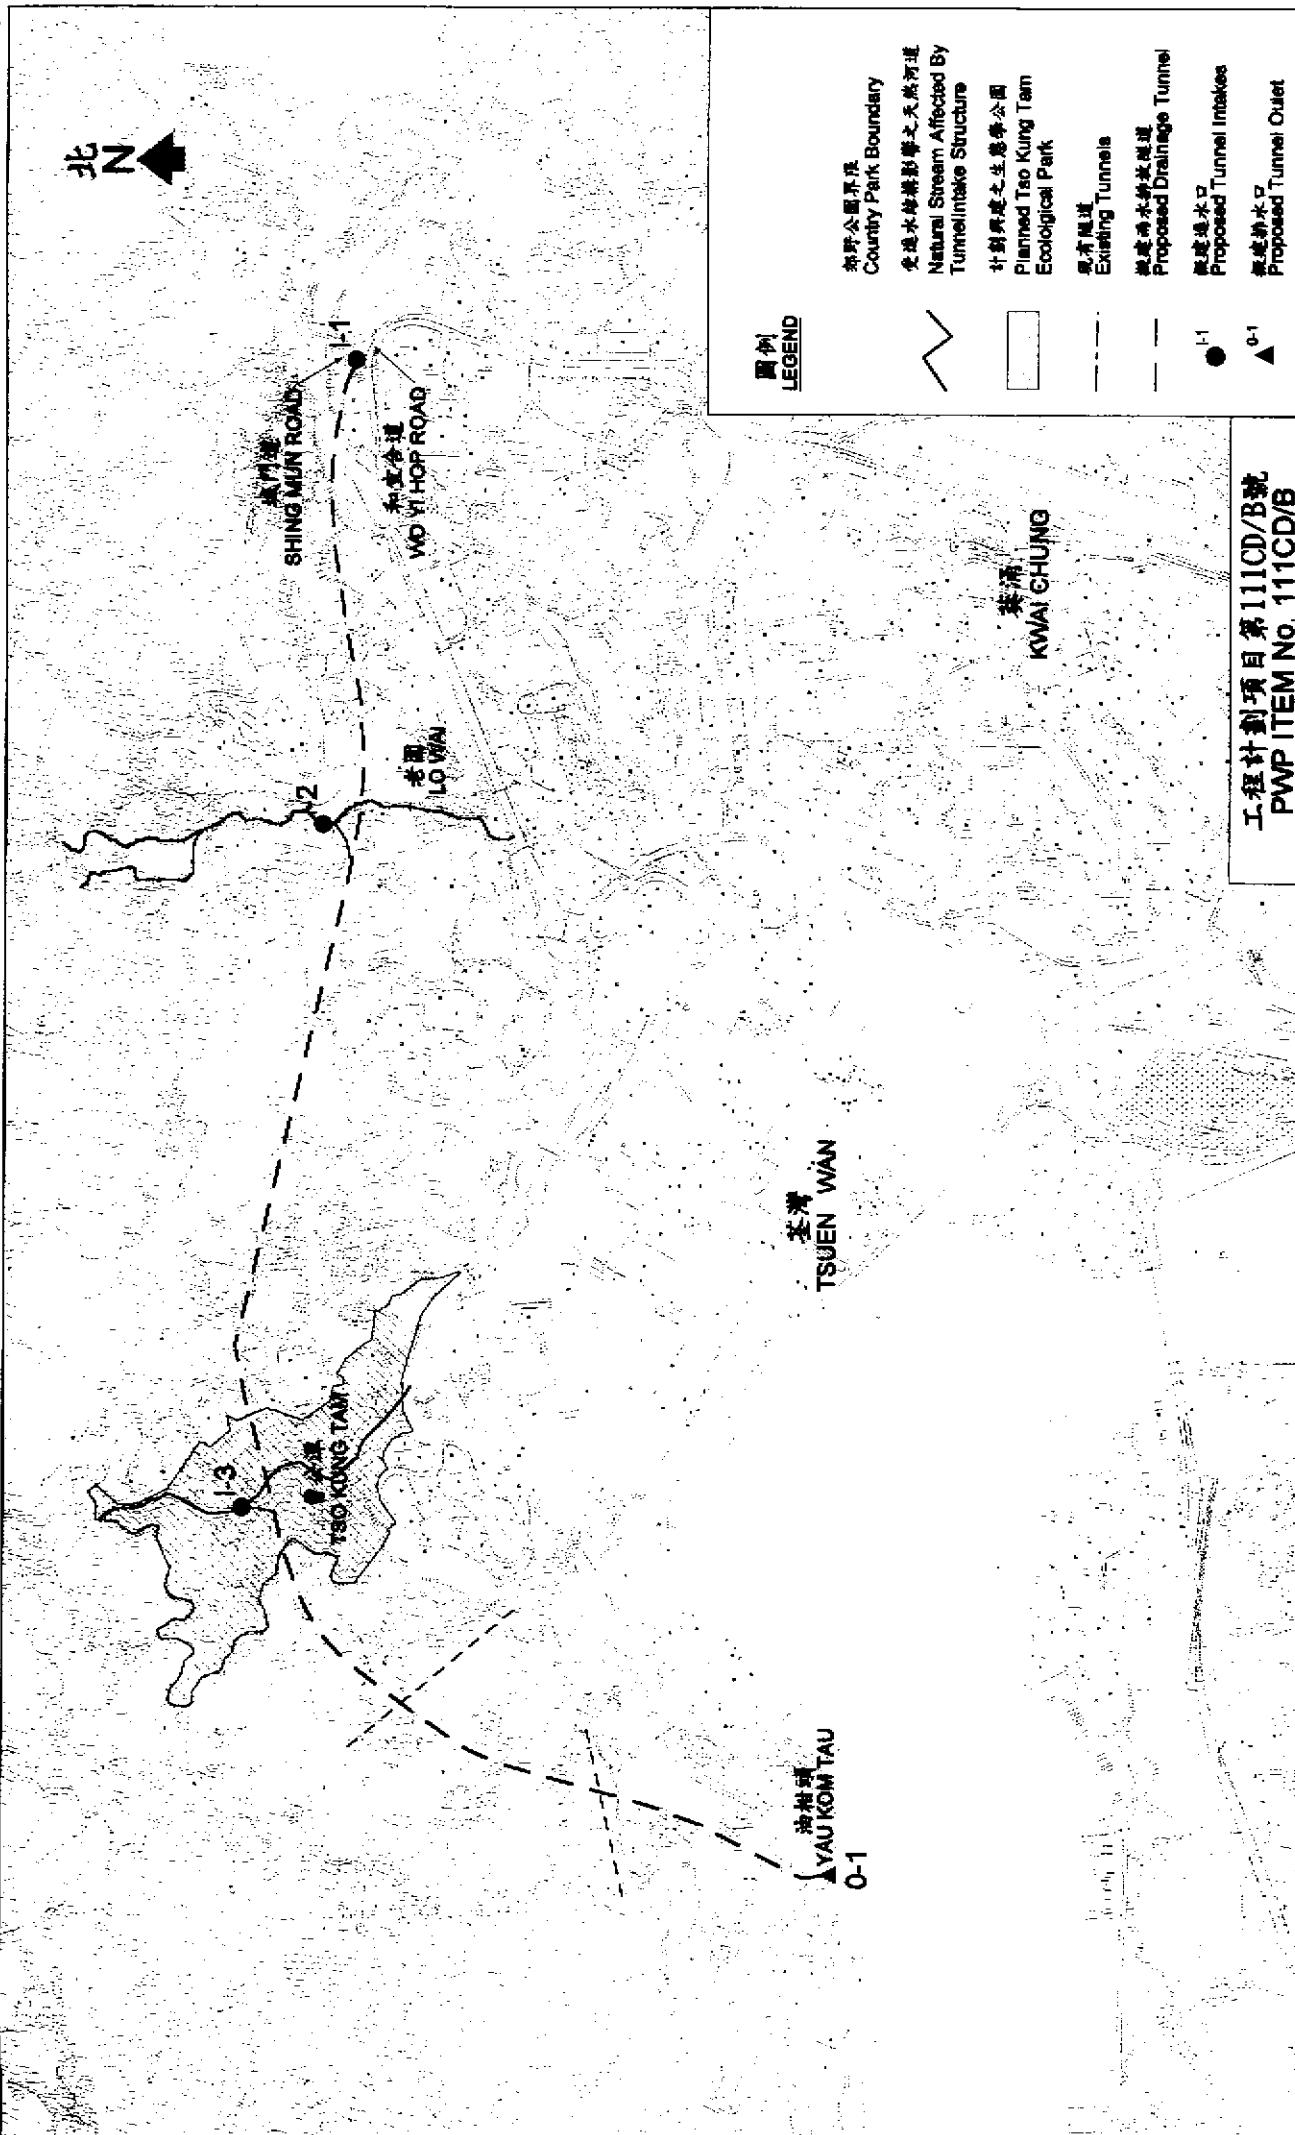 北
N
城門道
SHING MUN ROAD
I-1
和宜合道
WO YI HOP ROAD
I-2
老圍
LO WAI
I-3
曹公潭
TSO KUNG TAM
葵涌
KWAI CHUNG
荃灣
TSUEN WAN
油柑頭
YAU KOM TAU
O-1
圖例
LEGEND
郊野公園界限
Country Park Boundary
受進水結構影響之天然河道
Natural Stream Affected By
Tunnel Intake Structure
計劃興建之生態學公園
Planned Tso Kung Tam
Ecological Park
現有隧道
Existing Tunnels
擬建雨水排放隧道
Proposed Drainage Tunnel
I-1
擬建進水口
Proposed Tunnel Intakes
O-1
擬建排水口
Proposed Tunnel Outlet
工程計劃項目第111CD/B號
PWP ITEM No. 111CD/B